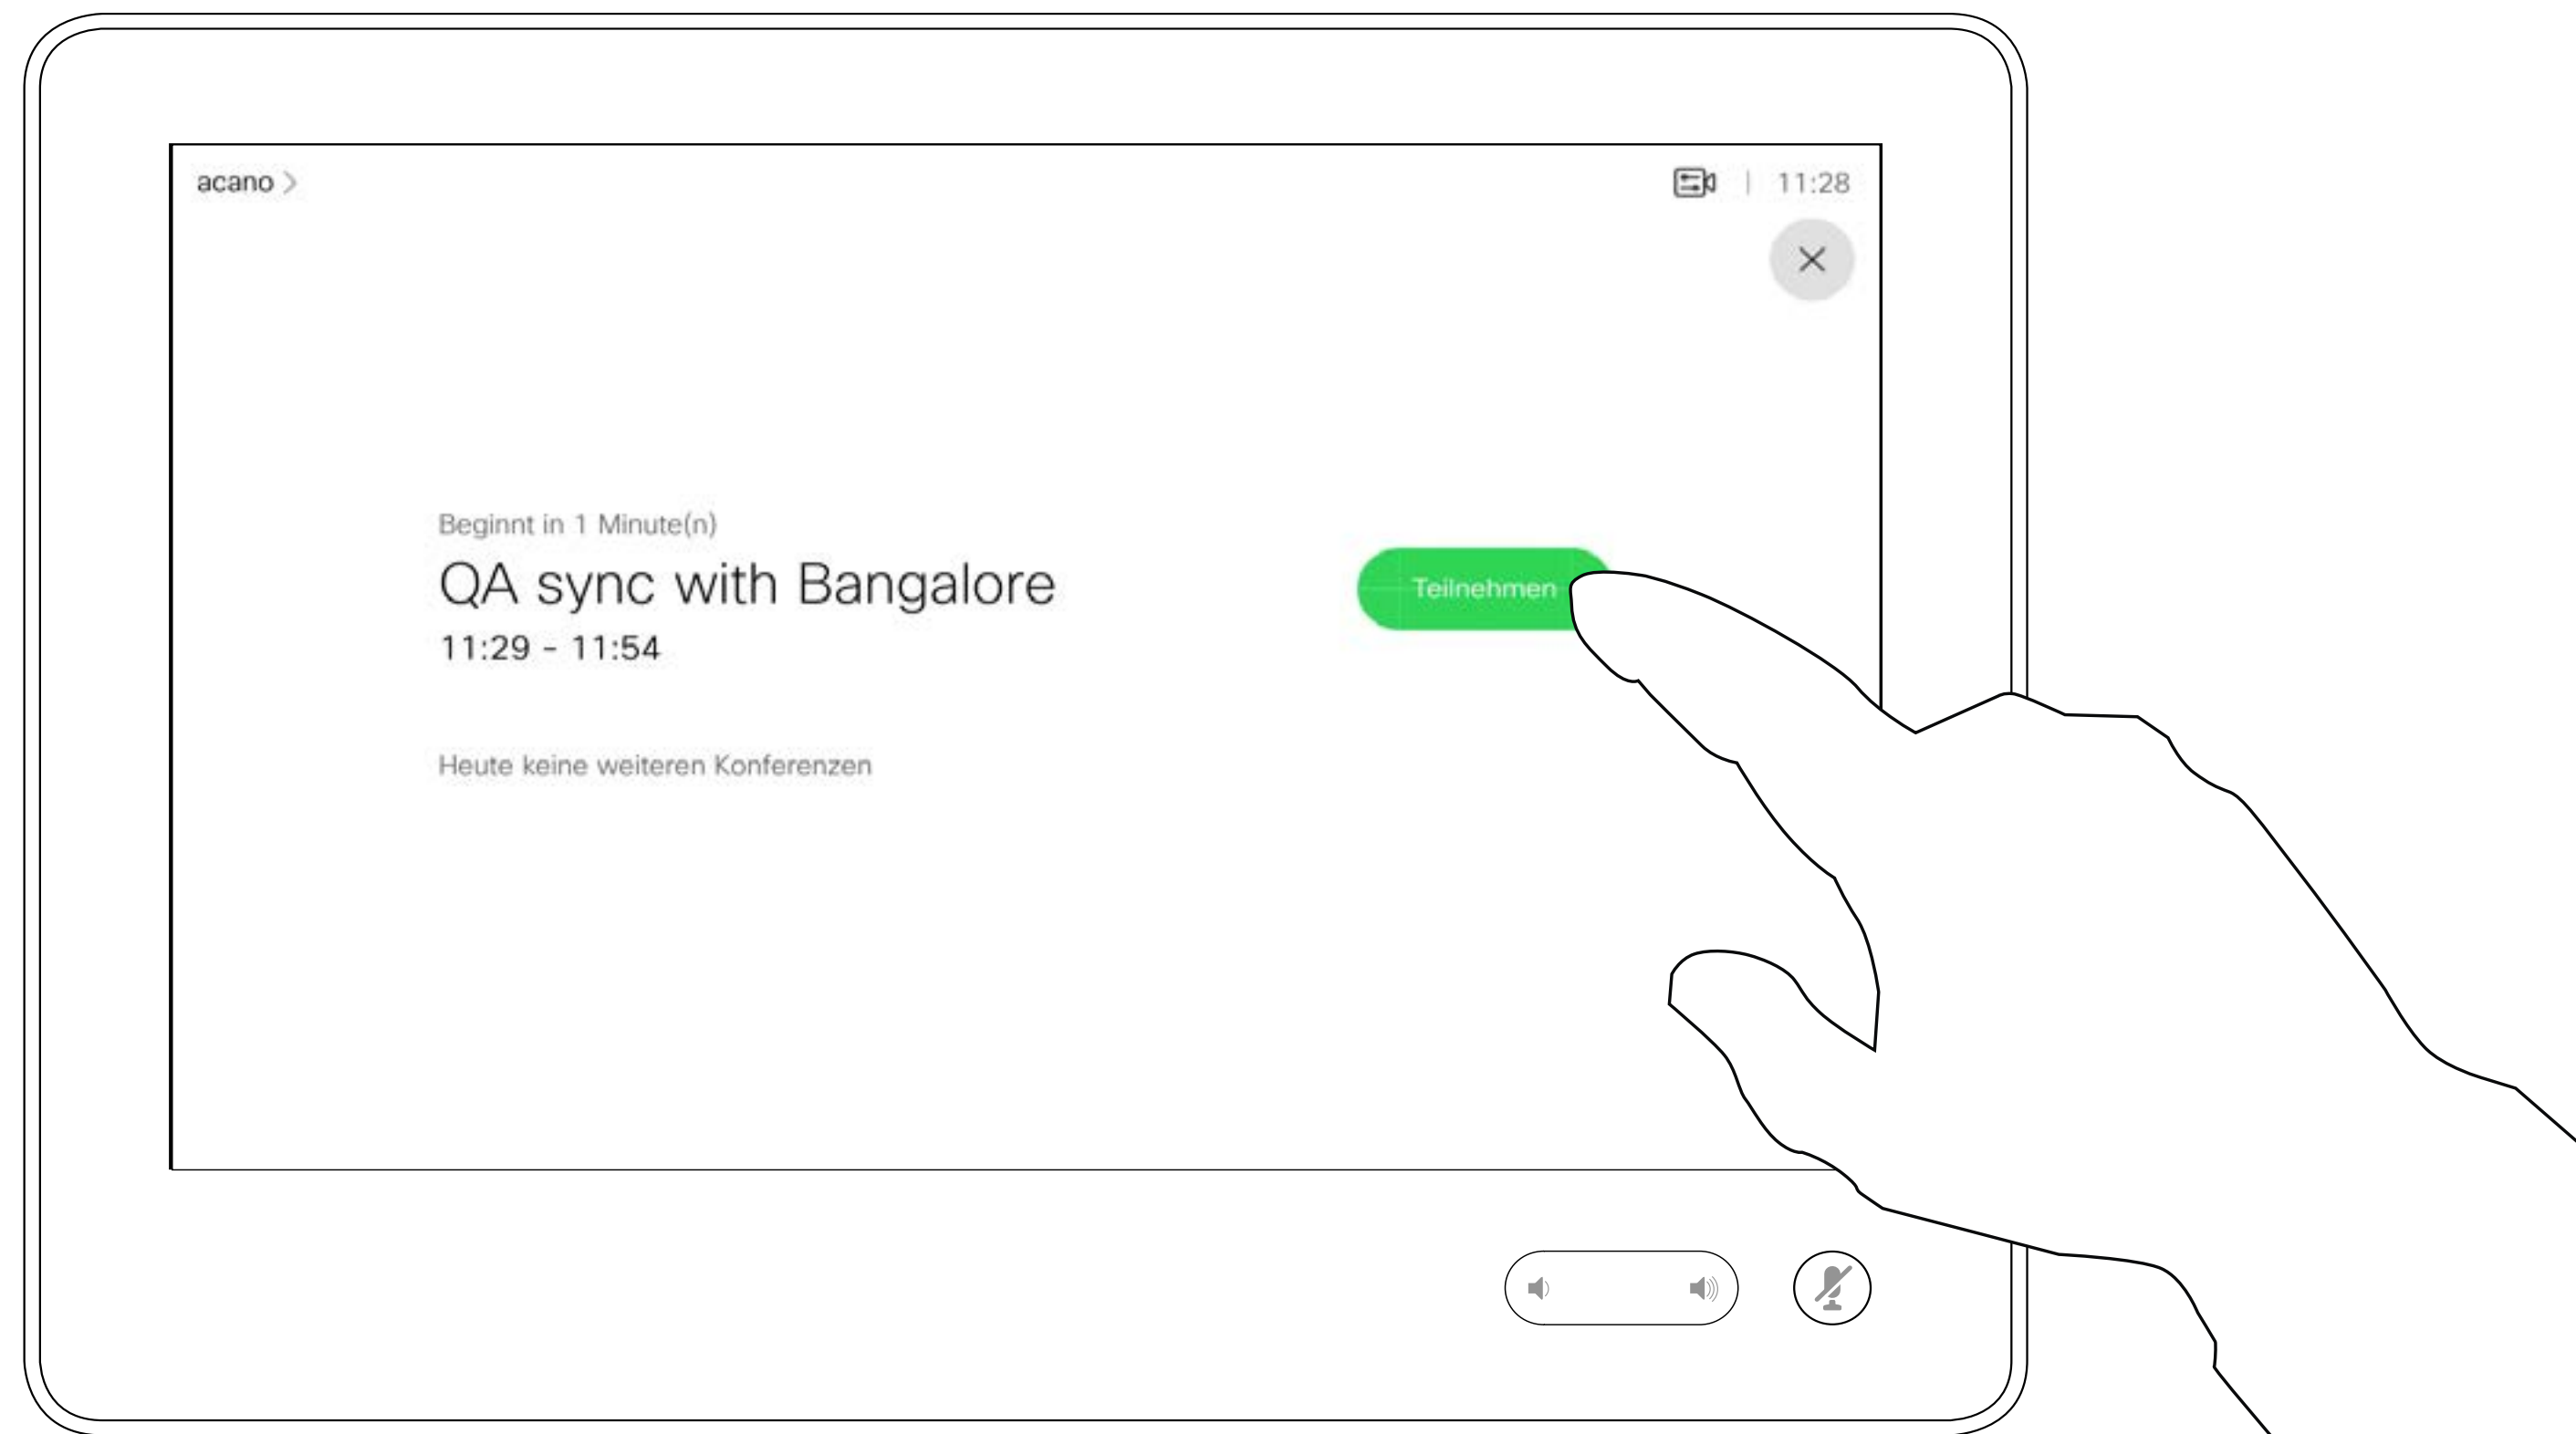 acano
11:28
Beginnt in 1 Minute(n)
QA sync with Bangalore
11:29 - 11:54
Teilnehmen
Heute keine weiteren Konferenzen